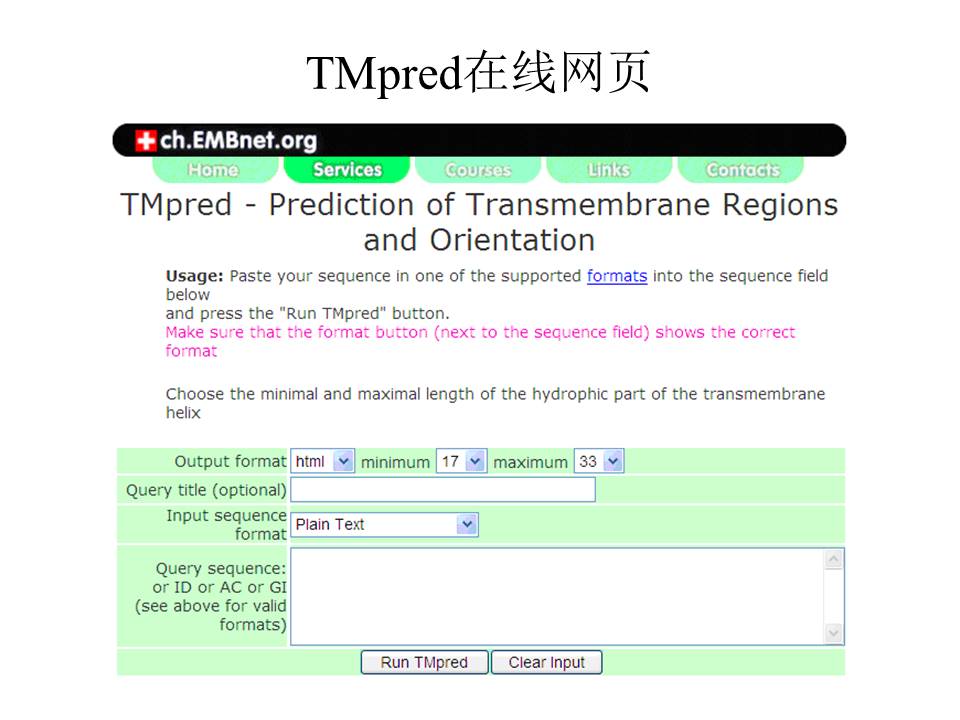 TMpred在线网页
ch.EMBnet.org
Home Services Courses Links Contacts
TMpred - Prediction of Transmembrane Regions
and Orientation
Usage: Paste your sequence in one of the supported formats into the sequence field
below
and press the "Run TMpred" button.
Make sure that the format button (next to the sequence field) shows the correct
format
Choose the minimal and maximal length of the hydrophic part of the transmembrane
helix
Output format html minimum 17 maximum 33
Query title (optional)
Input sequence
format Plain Text
Query sequence:
or ID or AC or GI
(see above for valid
formats)
Run TMpred Clear Input